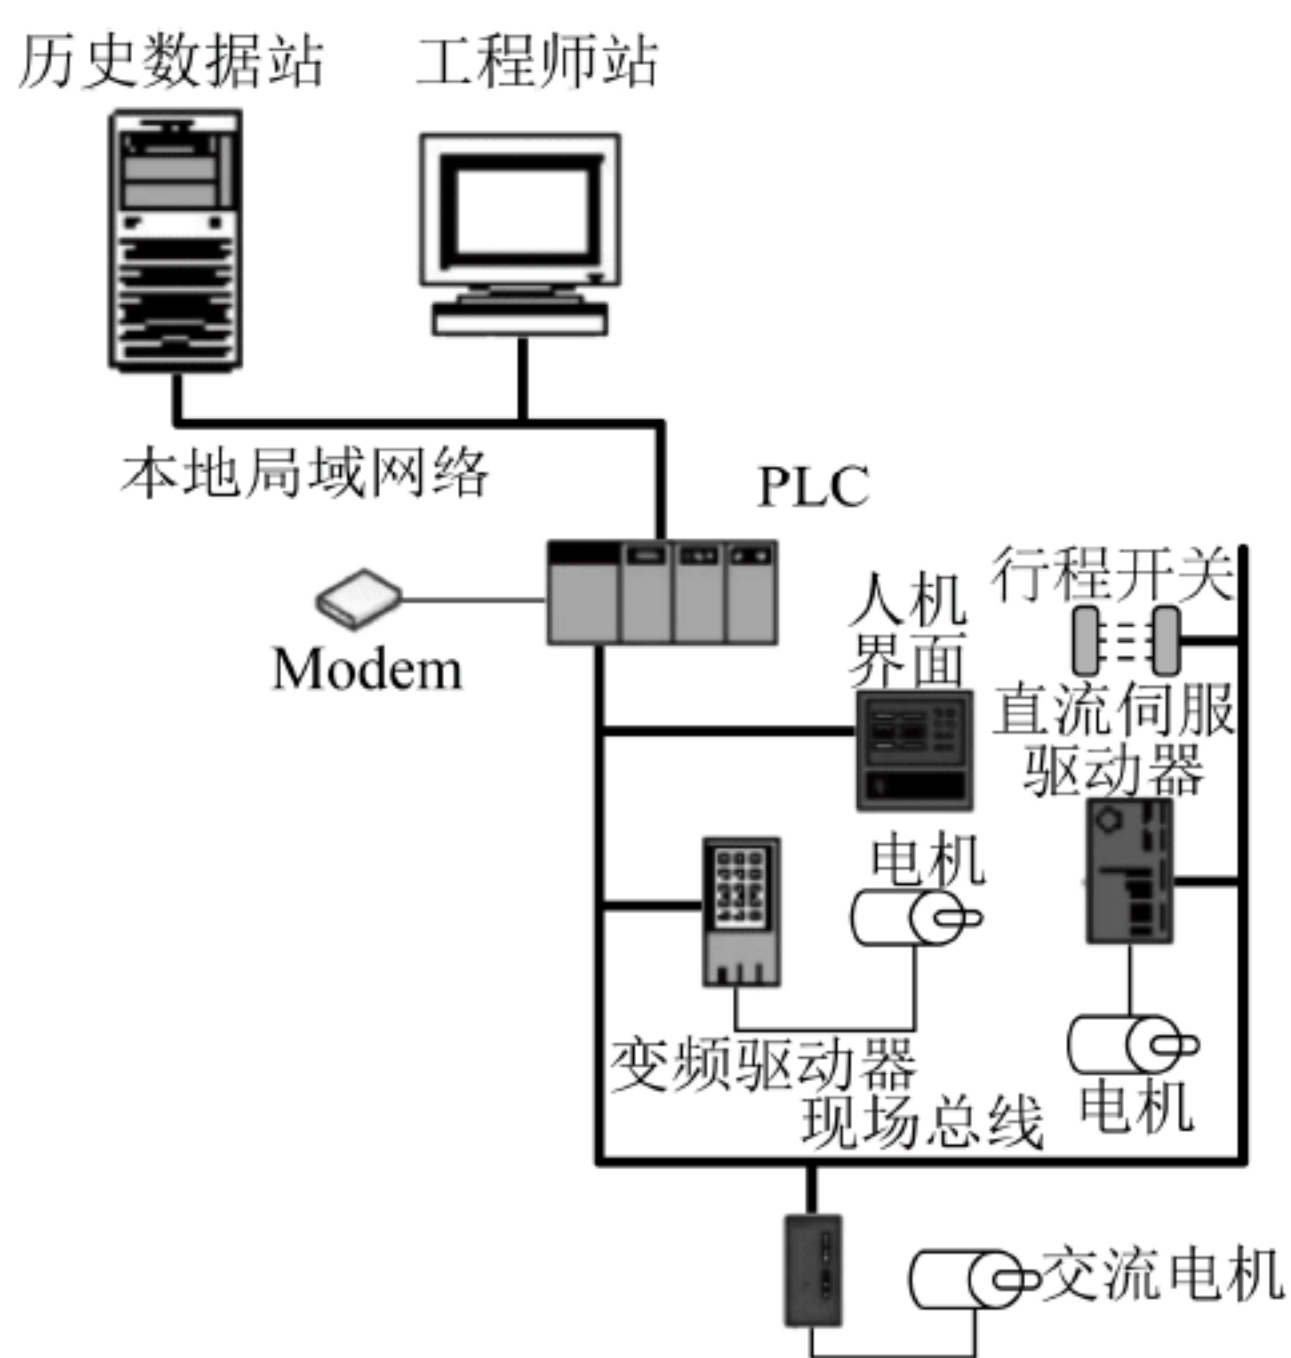 历史数据站
工程师站
本地局域网络
PLC
Modem
人机
界面
行程开关
直流伺服
驱动器
电机
变频驱动器
电机
现场总线
交流电机